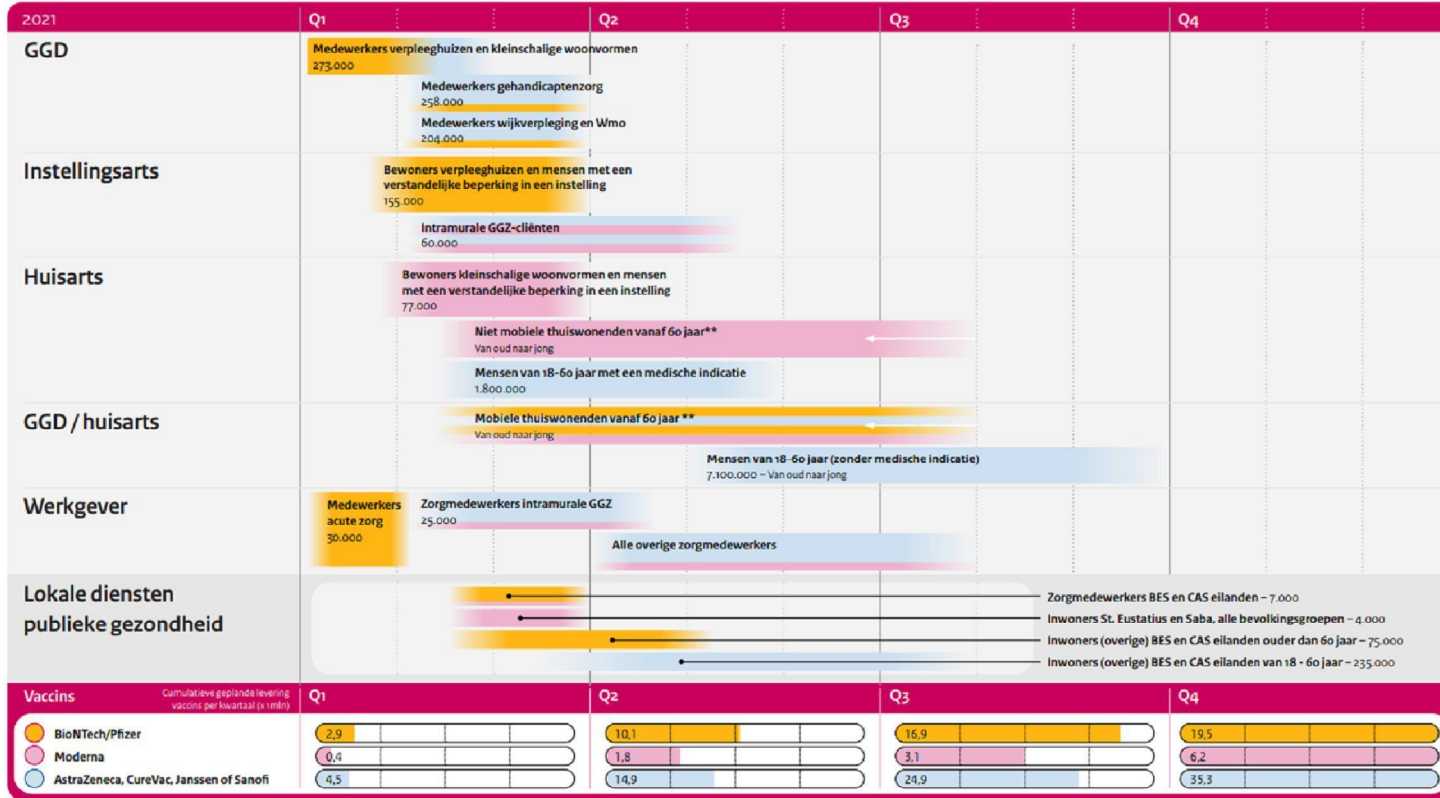 2021
Q1
Q2
Q3
Q4
GGD
Medewerkers verpleeghuizen en kleinschalige woonvormen
273.000
Medewerkers gehandicaptenzorg
258.000
Medewerkers wijkverpleging en Wmo
204.000
Instellingsarts
Bewoners verpleeghuizen en mensen met een
verstandelijke beperking in een instelling
155.000
Intramurale GGZ-cliënten
60.000
Huisarts
Bewoners kleinschalige woonvormen en mensen
met een verstandelijke beperking in een instelling
77.000
Niet mobiele thuiswonenden vanaf 60 jaar**
Van oud naar jong
Mensen van 18-60 jaar met een medische indicatie
1.800.000
GGD / huisarts
Mobiele thuiswonenden vanaf 60 jaar **
Van oud naar jong
Mensen van 18-60 jaar (zonder medische indicatie)
7.100.000 – Van oud naar jong
Werkgever
Medewerkers
acute zorg
30.000
Zorgmedewerkers intramurale GGZ
25.000
Alle overige zorgmedewerkers
Lokale diensten
publieke gezondheid
Zorgmedewerkers BES en CAS eilanden – 7.000
Inwoners St. Eustatius en Saba, alle bevolkingsgroepen – 4.000
Inwoners (overige) BES en CAS eilanden ouder dan 60 jaar – 75.000
Inwoners (overige) BES en CAS eilanden van 18 - 60 jaar – 235.000
Vaccins
Cumulatieve geplande levering
vaccins per kwartaal (x 1mln)
Q1
Q2
Q3
Q4
BioNTech/Pfizer
2,9
10,1
16,9
19,5
Moderna
0,4
1,8
3,1
6,2
AstraZeneca, CureVac, Janssen of Sanofi
4,5
14,9
24,9
35,3